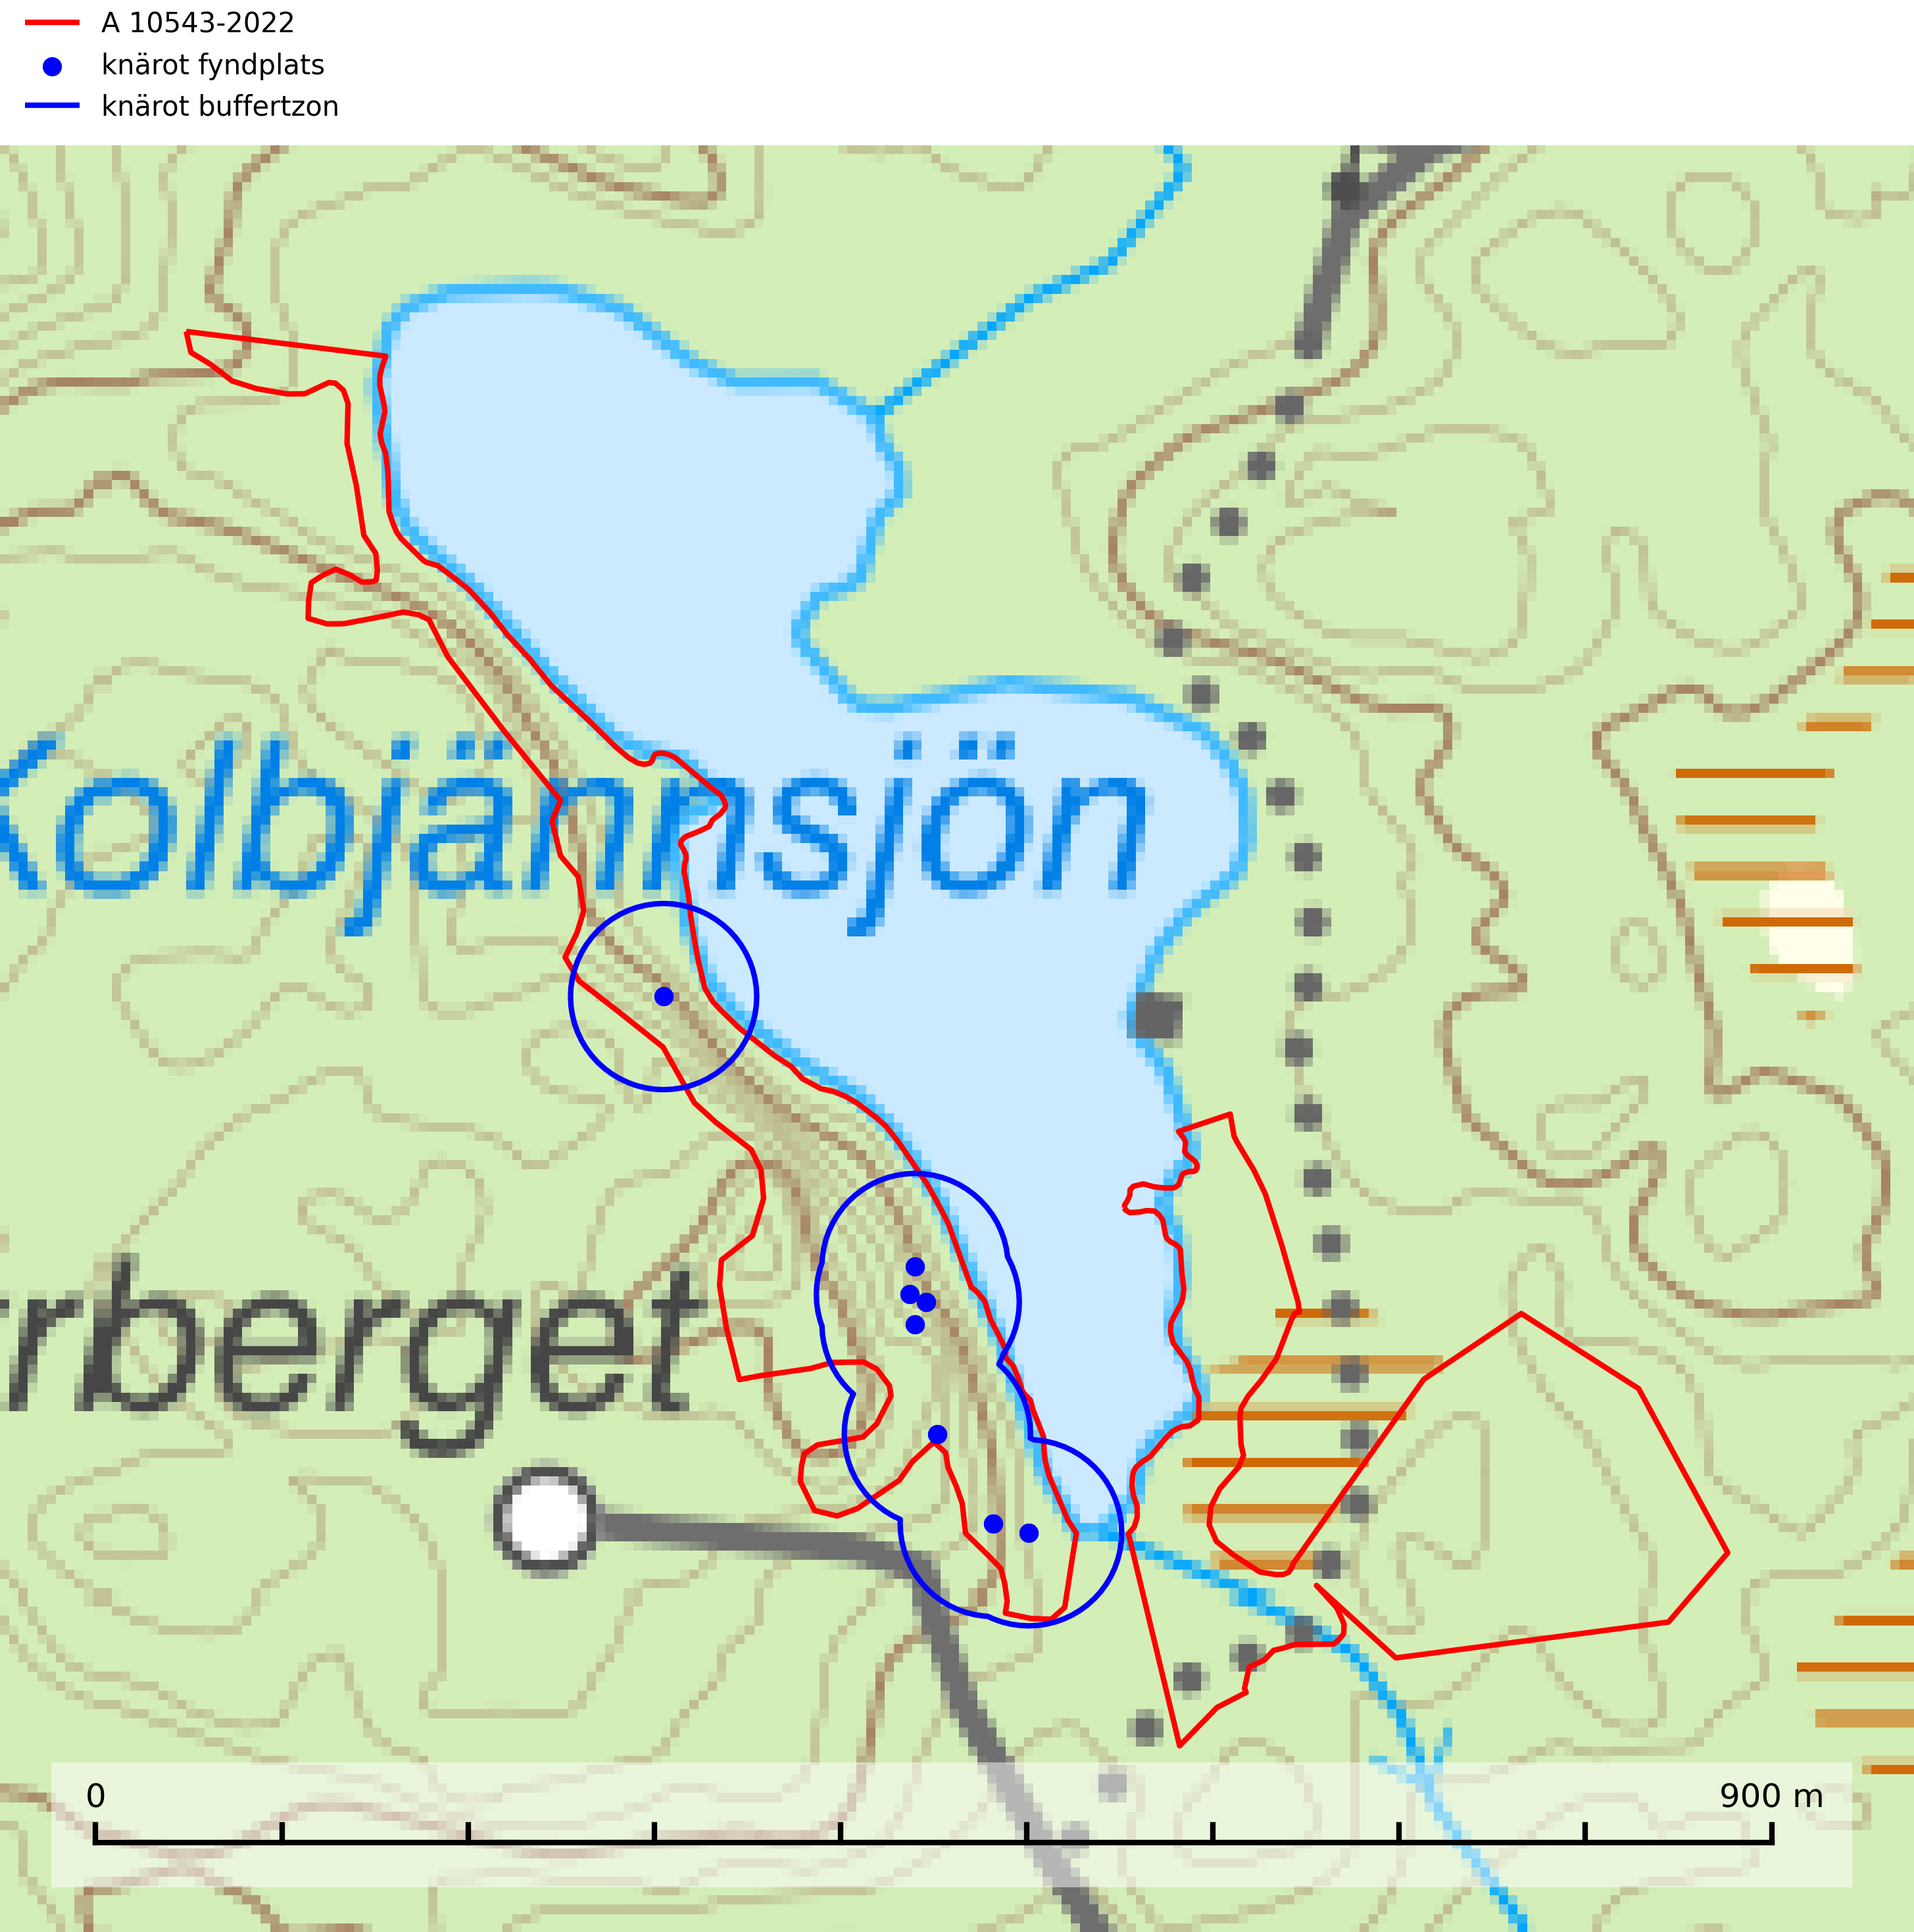 A 10543-2022
knärot fyndplats
knärot buffertzon
Kolbjännsjön
rberget
0
900 m